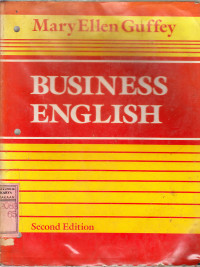 Mary Ellen Guffey
BUSINESS
ENGLISH
Second Edition